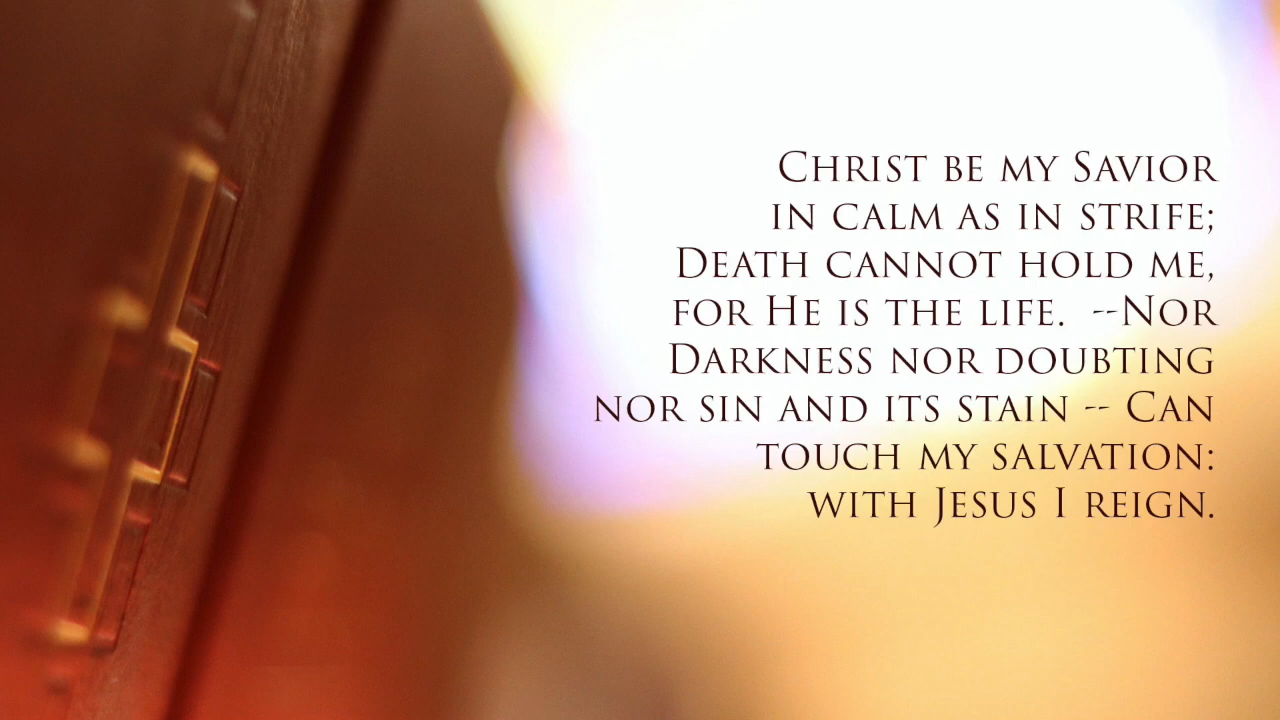 Christ be my Savior
in calm as in strife;
Death cannot hold me,
for He is the life.  --Nor
Darkness nor doubting
nor sin and its stain -- Can
touch my salvation:
with Jesus I reign.